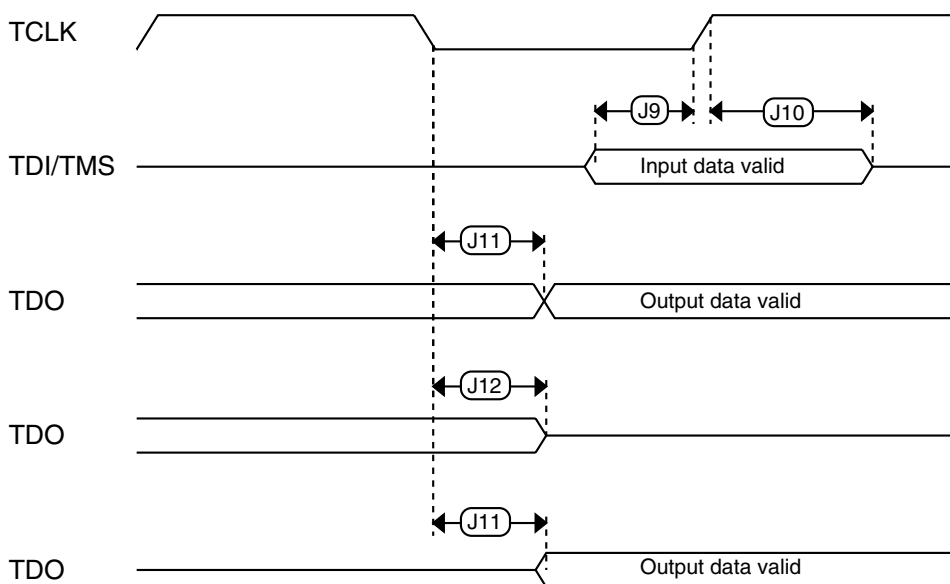 TCLK
J9
J10
TDI/TMS
Input data valid
J11
TDO
Output data valid
J12
TDO
J11
TDO
Output data valid